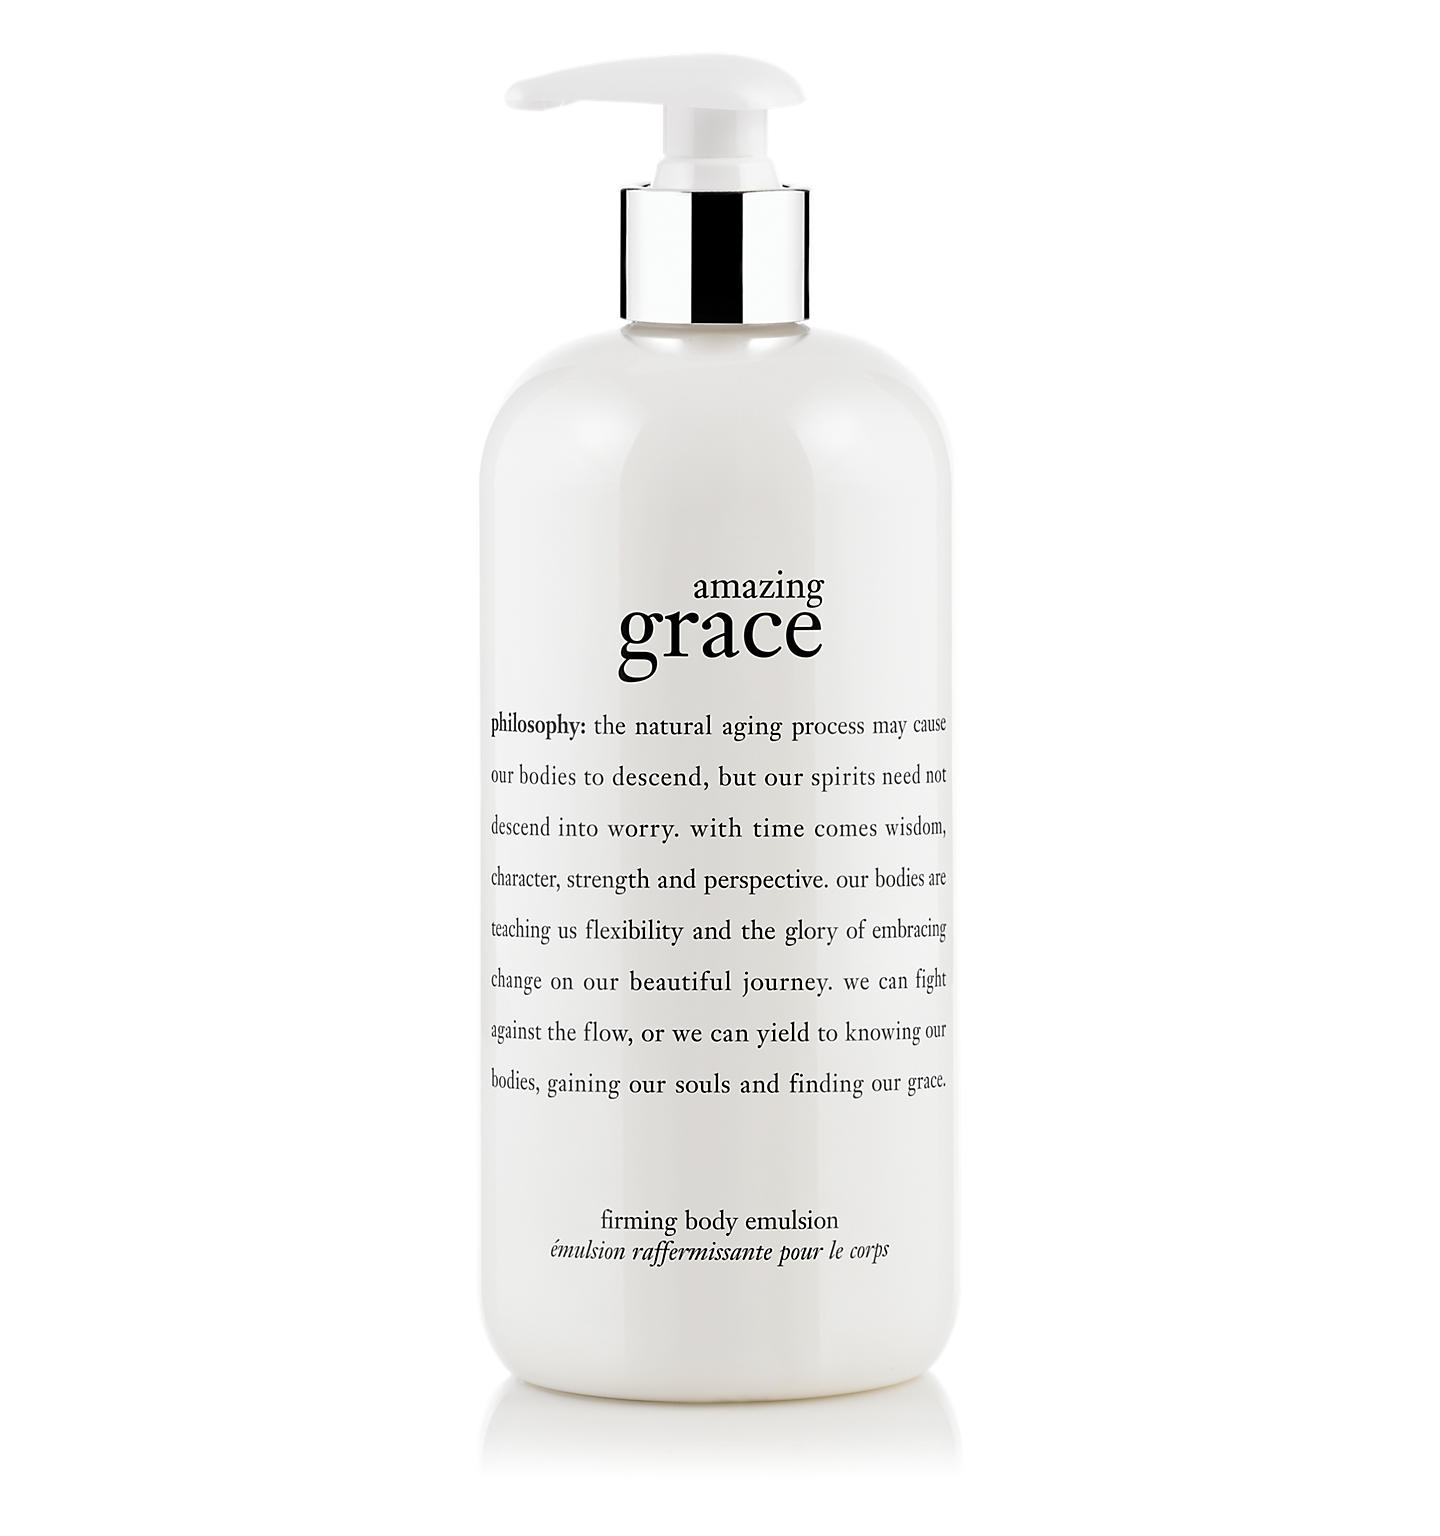 amazing
grace
philosophy: the natural aging process may cause
our bodies to descend, but our spirits need not
descend into worry. with time comes wisdom,
character, strength and perspective. our bodies are
teaching us flexibility and the glory of embracing
change on our beautiful journey. we can fight
against the flow, or we can yield to knowing our
bodies, gaining our souls and finding our grace.
firming body emulsion
émulsion raffermissante pour le corps